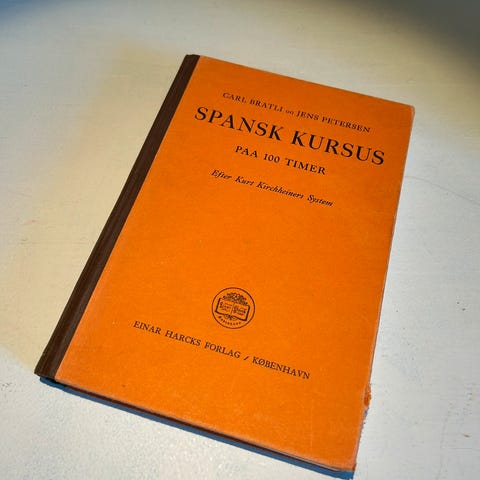 CARL BRATLI OG JENS PETERSEN
SPANSK KURSUS
PAA 100 TIMER
Efter Kurt Kirchheiners System
EINAR HARCKS FORLAG / KØBENHAVN